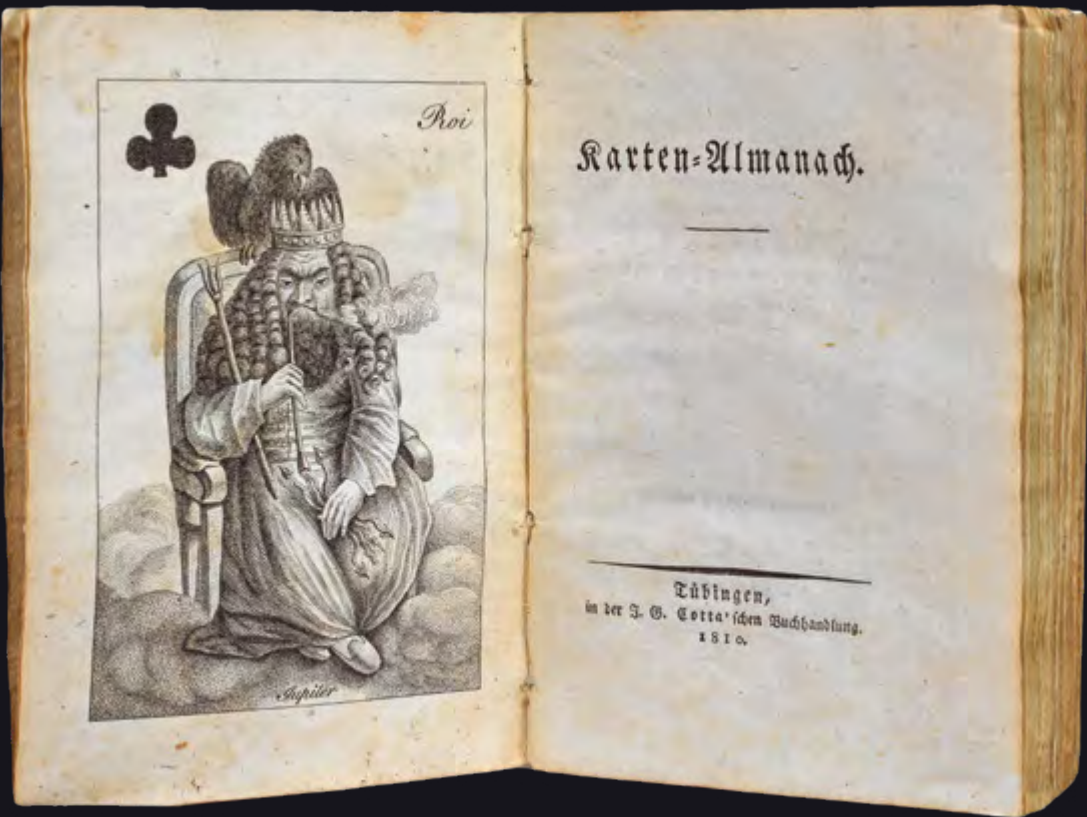 Roi
Jupiter
Karten-Almanach.
Tübingen,
in der J. G. Cotta'schen Buchhandlung.
1810.